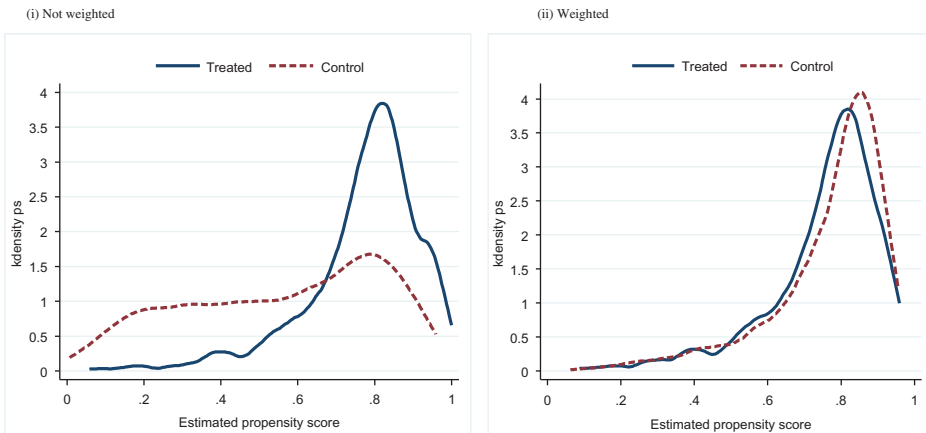 (i) Not weighted
Treated Control
kdensity ps
4
3.5
3
2.5
2
1.5
1
0.5
0
0 .2 .4 .6 .8 1
Estimated propensity score
(ii) Weighted
Treated Control
kdensity ps
4
3.5
3
2.5
2
1.5
1
0.5
0
0 .2 .4 .6 .8 1
Estimated propensity score